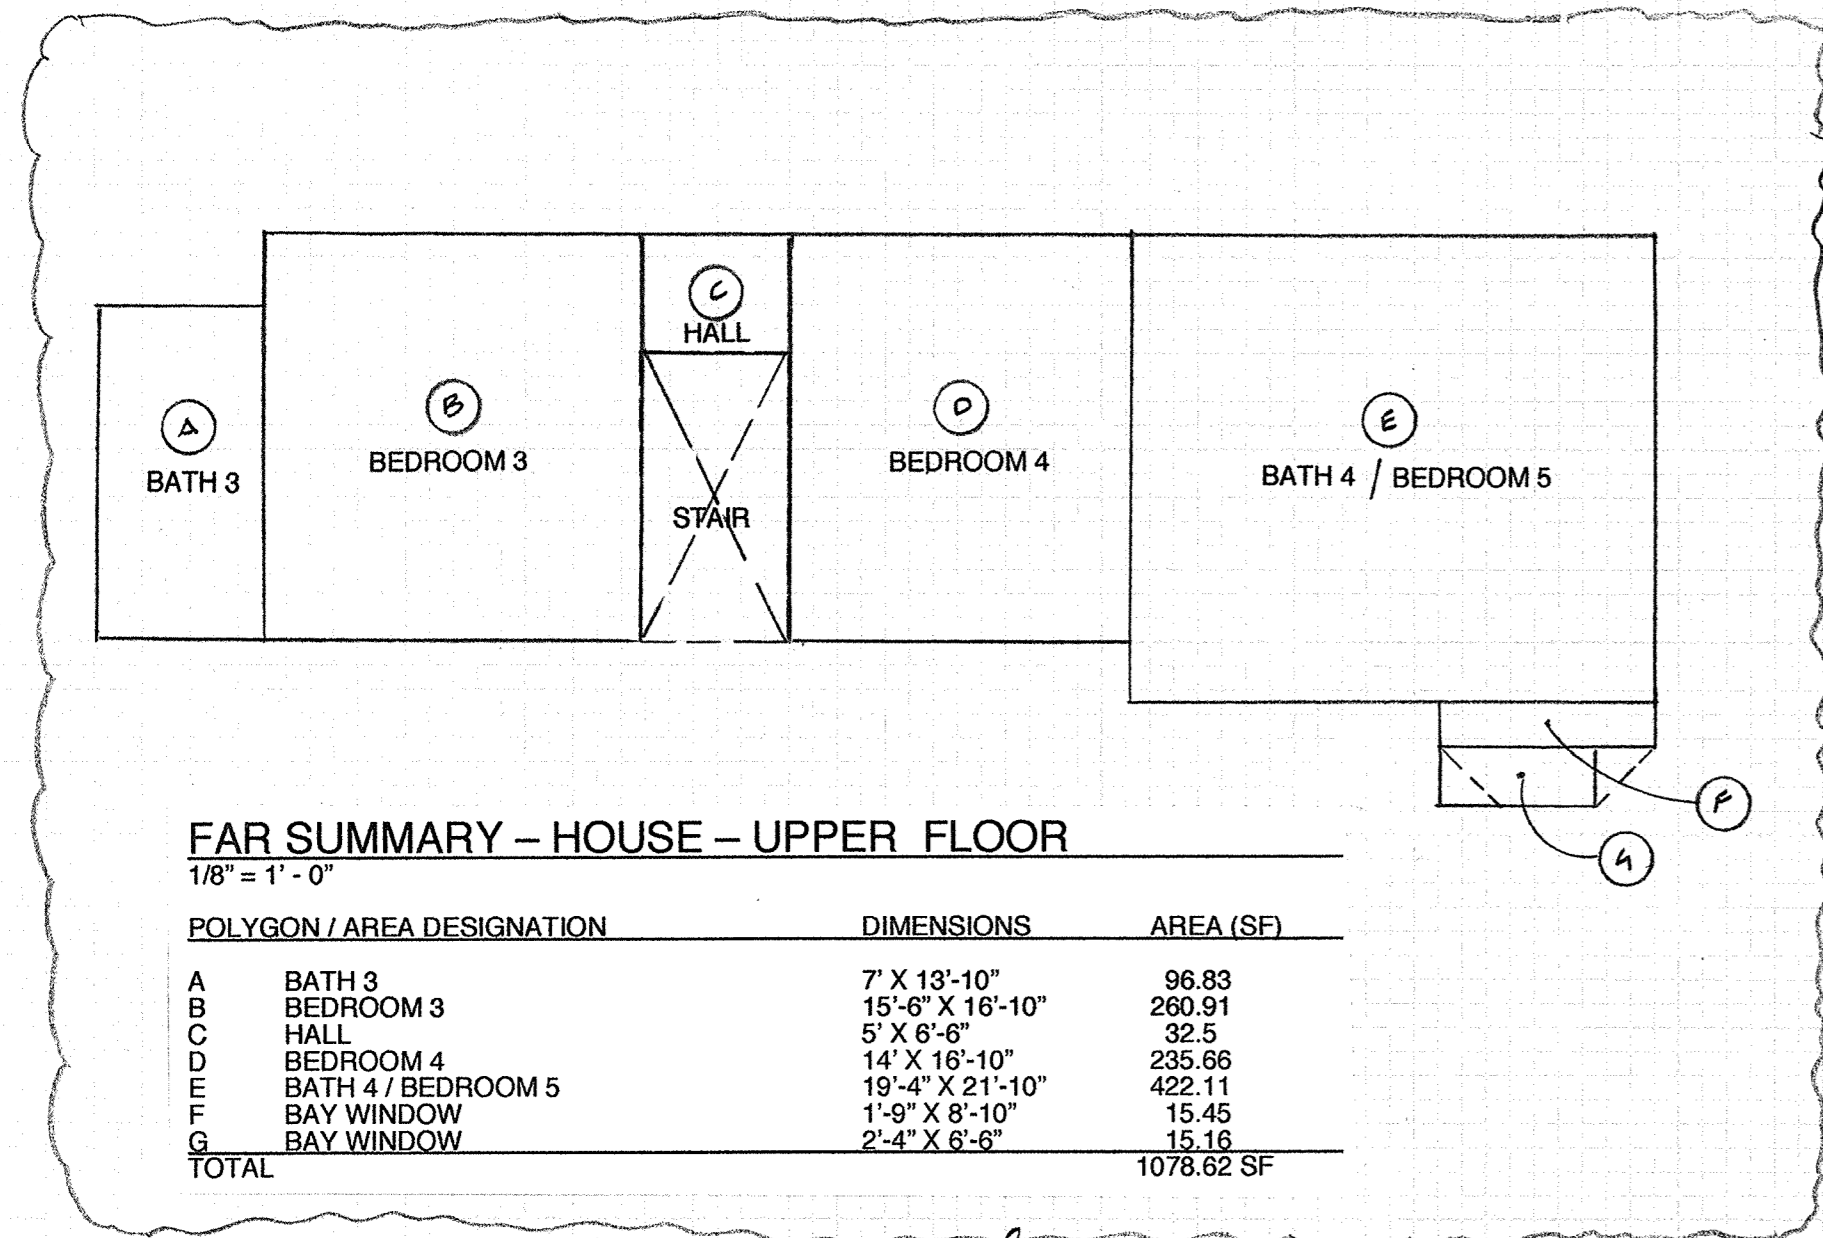 C
HALL
A
BATH 3
B
BEDROOM 3
STAIR
D
BEDROOM 4
E
BATH 4 / BEDROOM 5
F
G
FAR SUMMARY – HOUSE – UPPER FLOOR
1/8" = 1' - 0"
POLYGON / AREA DESIGNATION DIMENSIONS AREA (SF)
A BATH 3 7' X 13'-10" 96.83
B BEDROOM 3 15'-6" X 16'-10" 260.91
C HALL 5' X 6'-6" 32.5
D BEDROOM 4 14' X 16'-10" 235.66
E BATH 4 / BEDROOM 5 19'-4" X 21'-10" 422.11
F BAY WINDOW 1'-9" X 8'-10" 15.45
G BAY WINDOW 2'-4" X 6'-6" 15.16
TOTAL 1078.62 SF